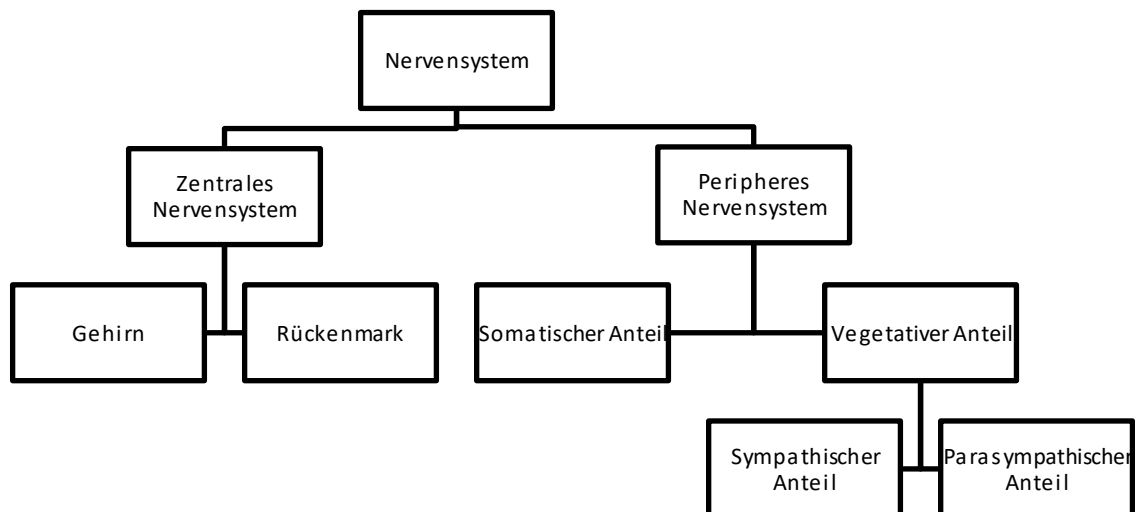 Nervensystem
Zentrales
Nervensystem
Peripheres
Nervensystem
Gehirn
Rückenmark
Somatischer Anteil
Vegetativer Anteil
Sympathischer
Anteil
Parasympathischer
Anteil